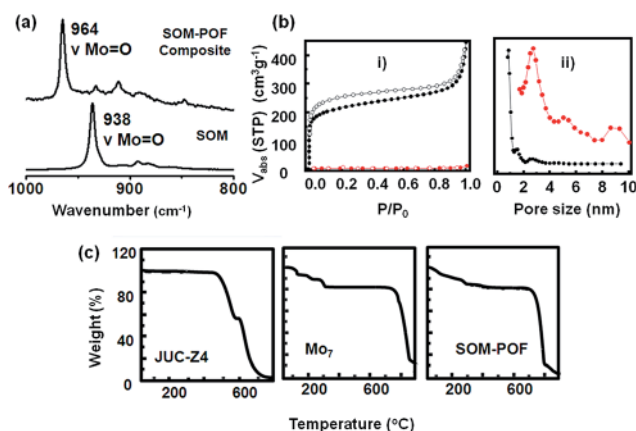 (a)
964
ν Mo=O
SOM-POF
Composite
938
ν Mo=O
SOM
1000 900 800
Wavenumber (cm-1)
(b)
i)
400
300
200
100
0
Vabs (STP) (cm3g-1)
0.0 0.2 0.4 0.6 0.8 1.0
P/P0
ii)
0 2 4 6 8 10
Pore size (nm)
(c)
120
80
40
0
Weight (%)
JUC-Z4
Mo7
SOM-POF
200 600
200 600
200 600
Temperature (oC)